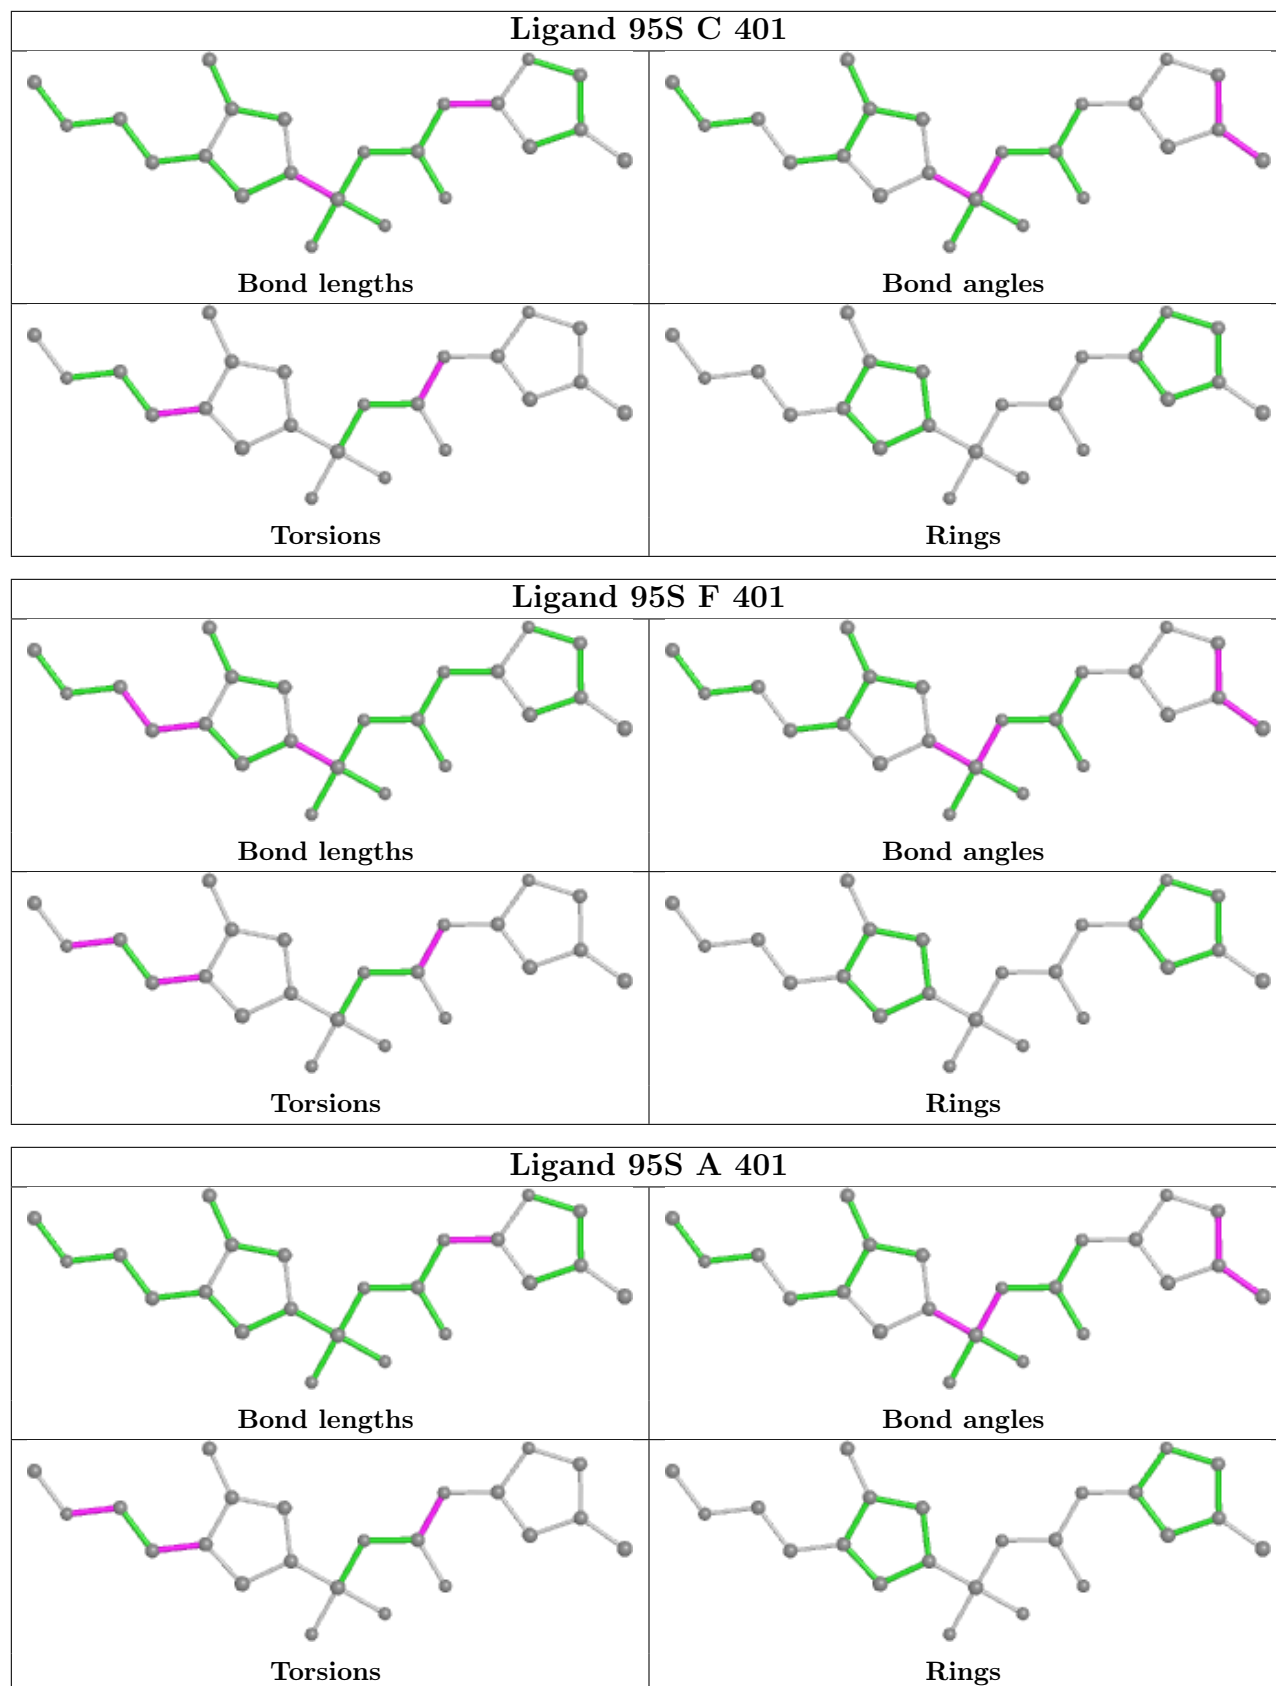 Ligand 95S C 401
Bond lengths
Bond angles
Torsions
Rings
Ligand 95S F 401
Bond lengths
Bond angles
Torsions
Rings
Ligand 95S A 401
Bond lengths
Bond angles
Torsions
Rings